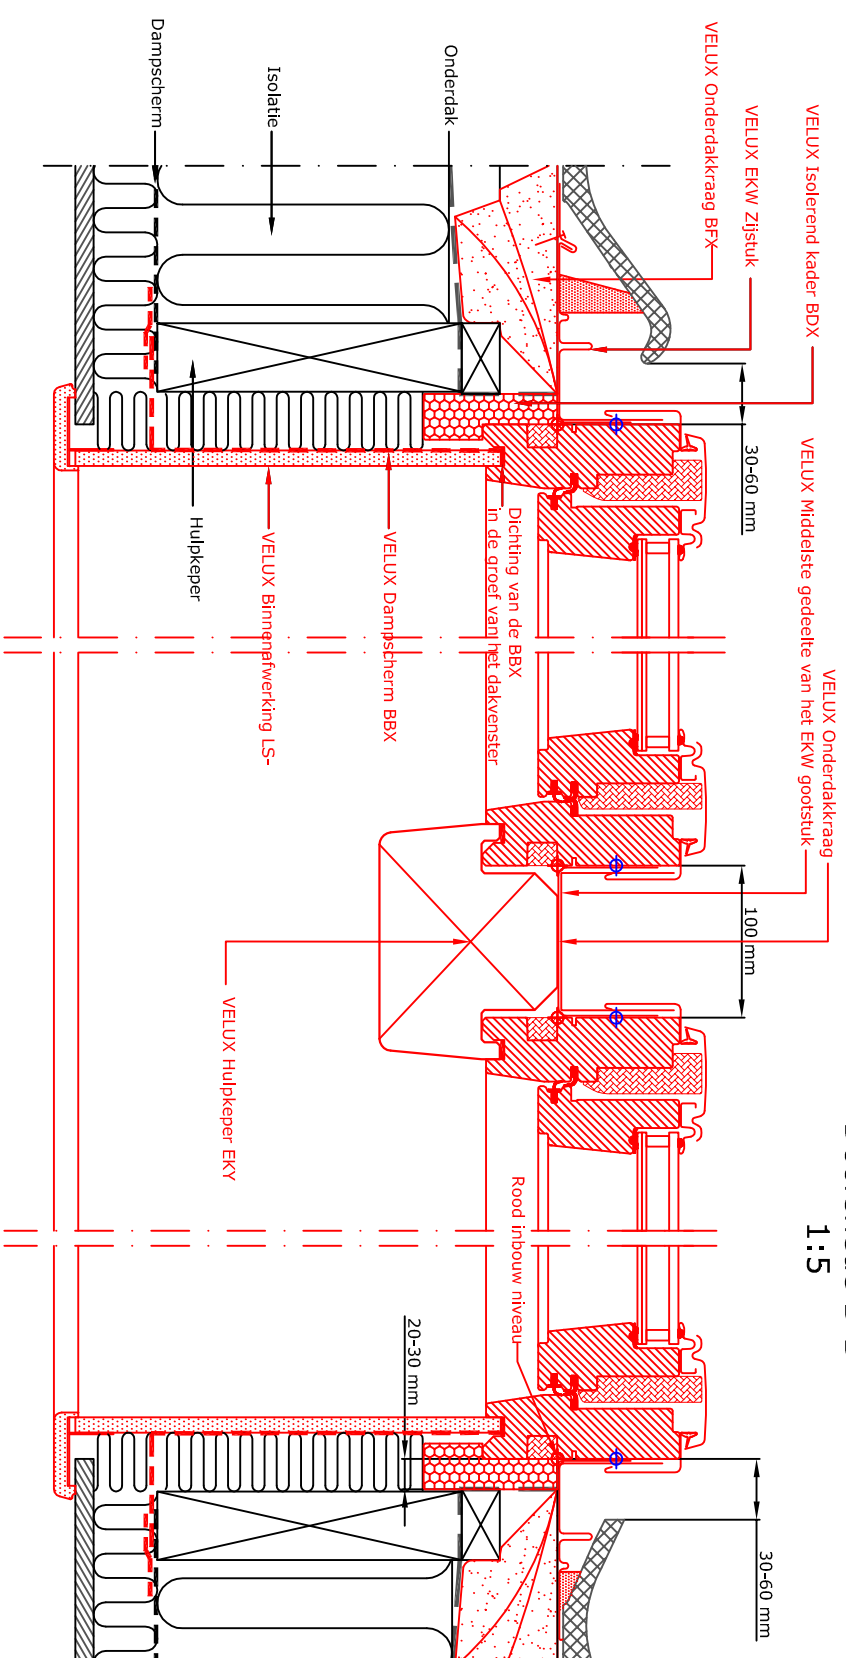 VELUX Isolerend kader BDX
VELUX EKW Zijstuk
VELUX Onderdakkraag BFX
Onderdak
Isolatie
Dampscherm
30-60 mm
VELUX Onderdakkraag
VELUX Middelste gedeelte van het EKW gootstuk
Dichting van de BBX
in de groef van het dakvenster
VELUX Dampscherm BBX
VELUX Binnenafwerking LS-
Hulpkeper
100 mm
VELUX Hulpkeper EKY
1:5
Rood inbouw niveau
20-30 mm
30-60 mm